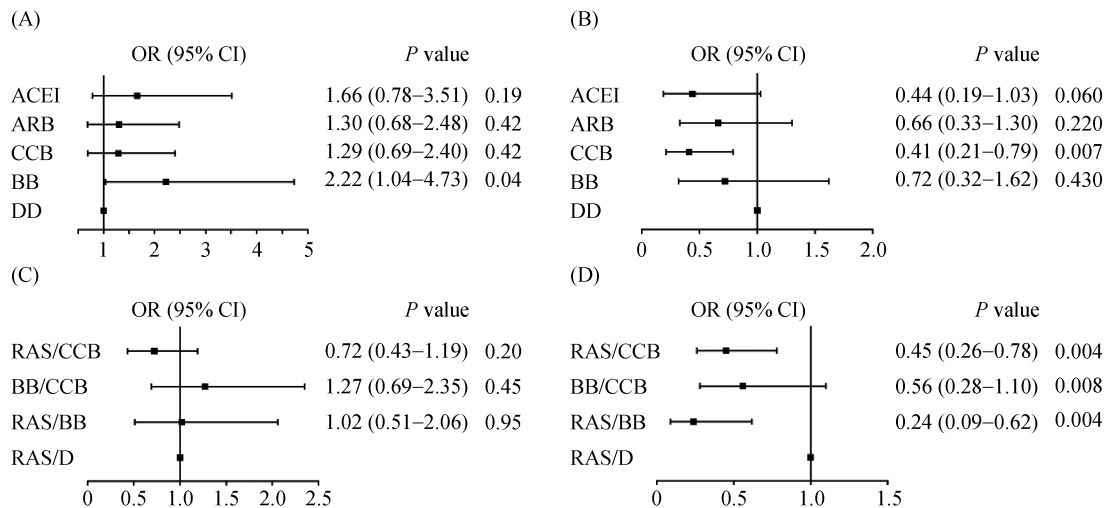 (A)
OR (95% CI) P value
ACEI 1.66 (0.78−3.51) 0.19
ARB 1.30 (0.68−2.48) 0.42
CCB 1.29 (0.69−2.40) 0.42
BB 2.22 (1.04−4.73) 0.04
DD
1 2 3 4 5
(B)
OR (95% CI) P value
ACEI 0.44 (0.19−1.03) 0.060
ARB 0.66 (0.33−1.30) 0.220
CCB 0.41 (0.21−0.79) 0.007
BB 0.72 (0.32−1.62) 0.430
DD
0 0.5 1.0 1.5 2.0
(C)
OR (95% CI) P value
RAS/CCB 0.72 (0.43−1.19) 0.20
BB/CCB 1.27 (0.69−2.35) 0.45
RAS/BB 1.02 (0.51−2.06) 0.95
RAS/D
0 0.5 1.0 1.5 2.0 2.5
(D)
OR (95% CI) P value
RAS/CCB 0.45 (0.26−0.78) 0.004
BB/CCB 0.56 (0.28−1.10) 0.008
RAS/BB 0.24 (0.09−0.62) 0.004
RAS/D
0 0.5 1.0 1.5